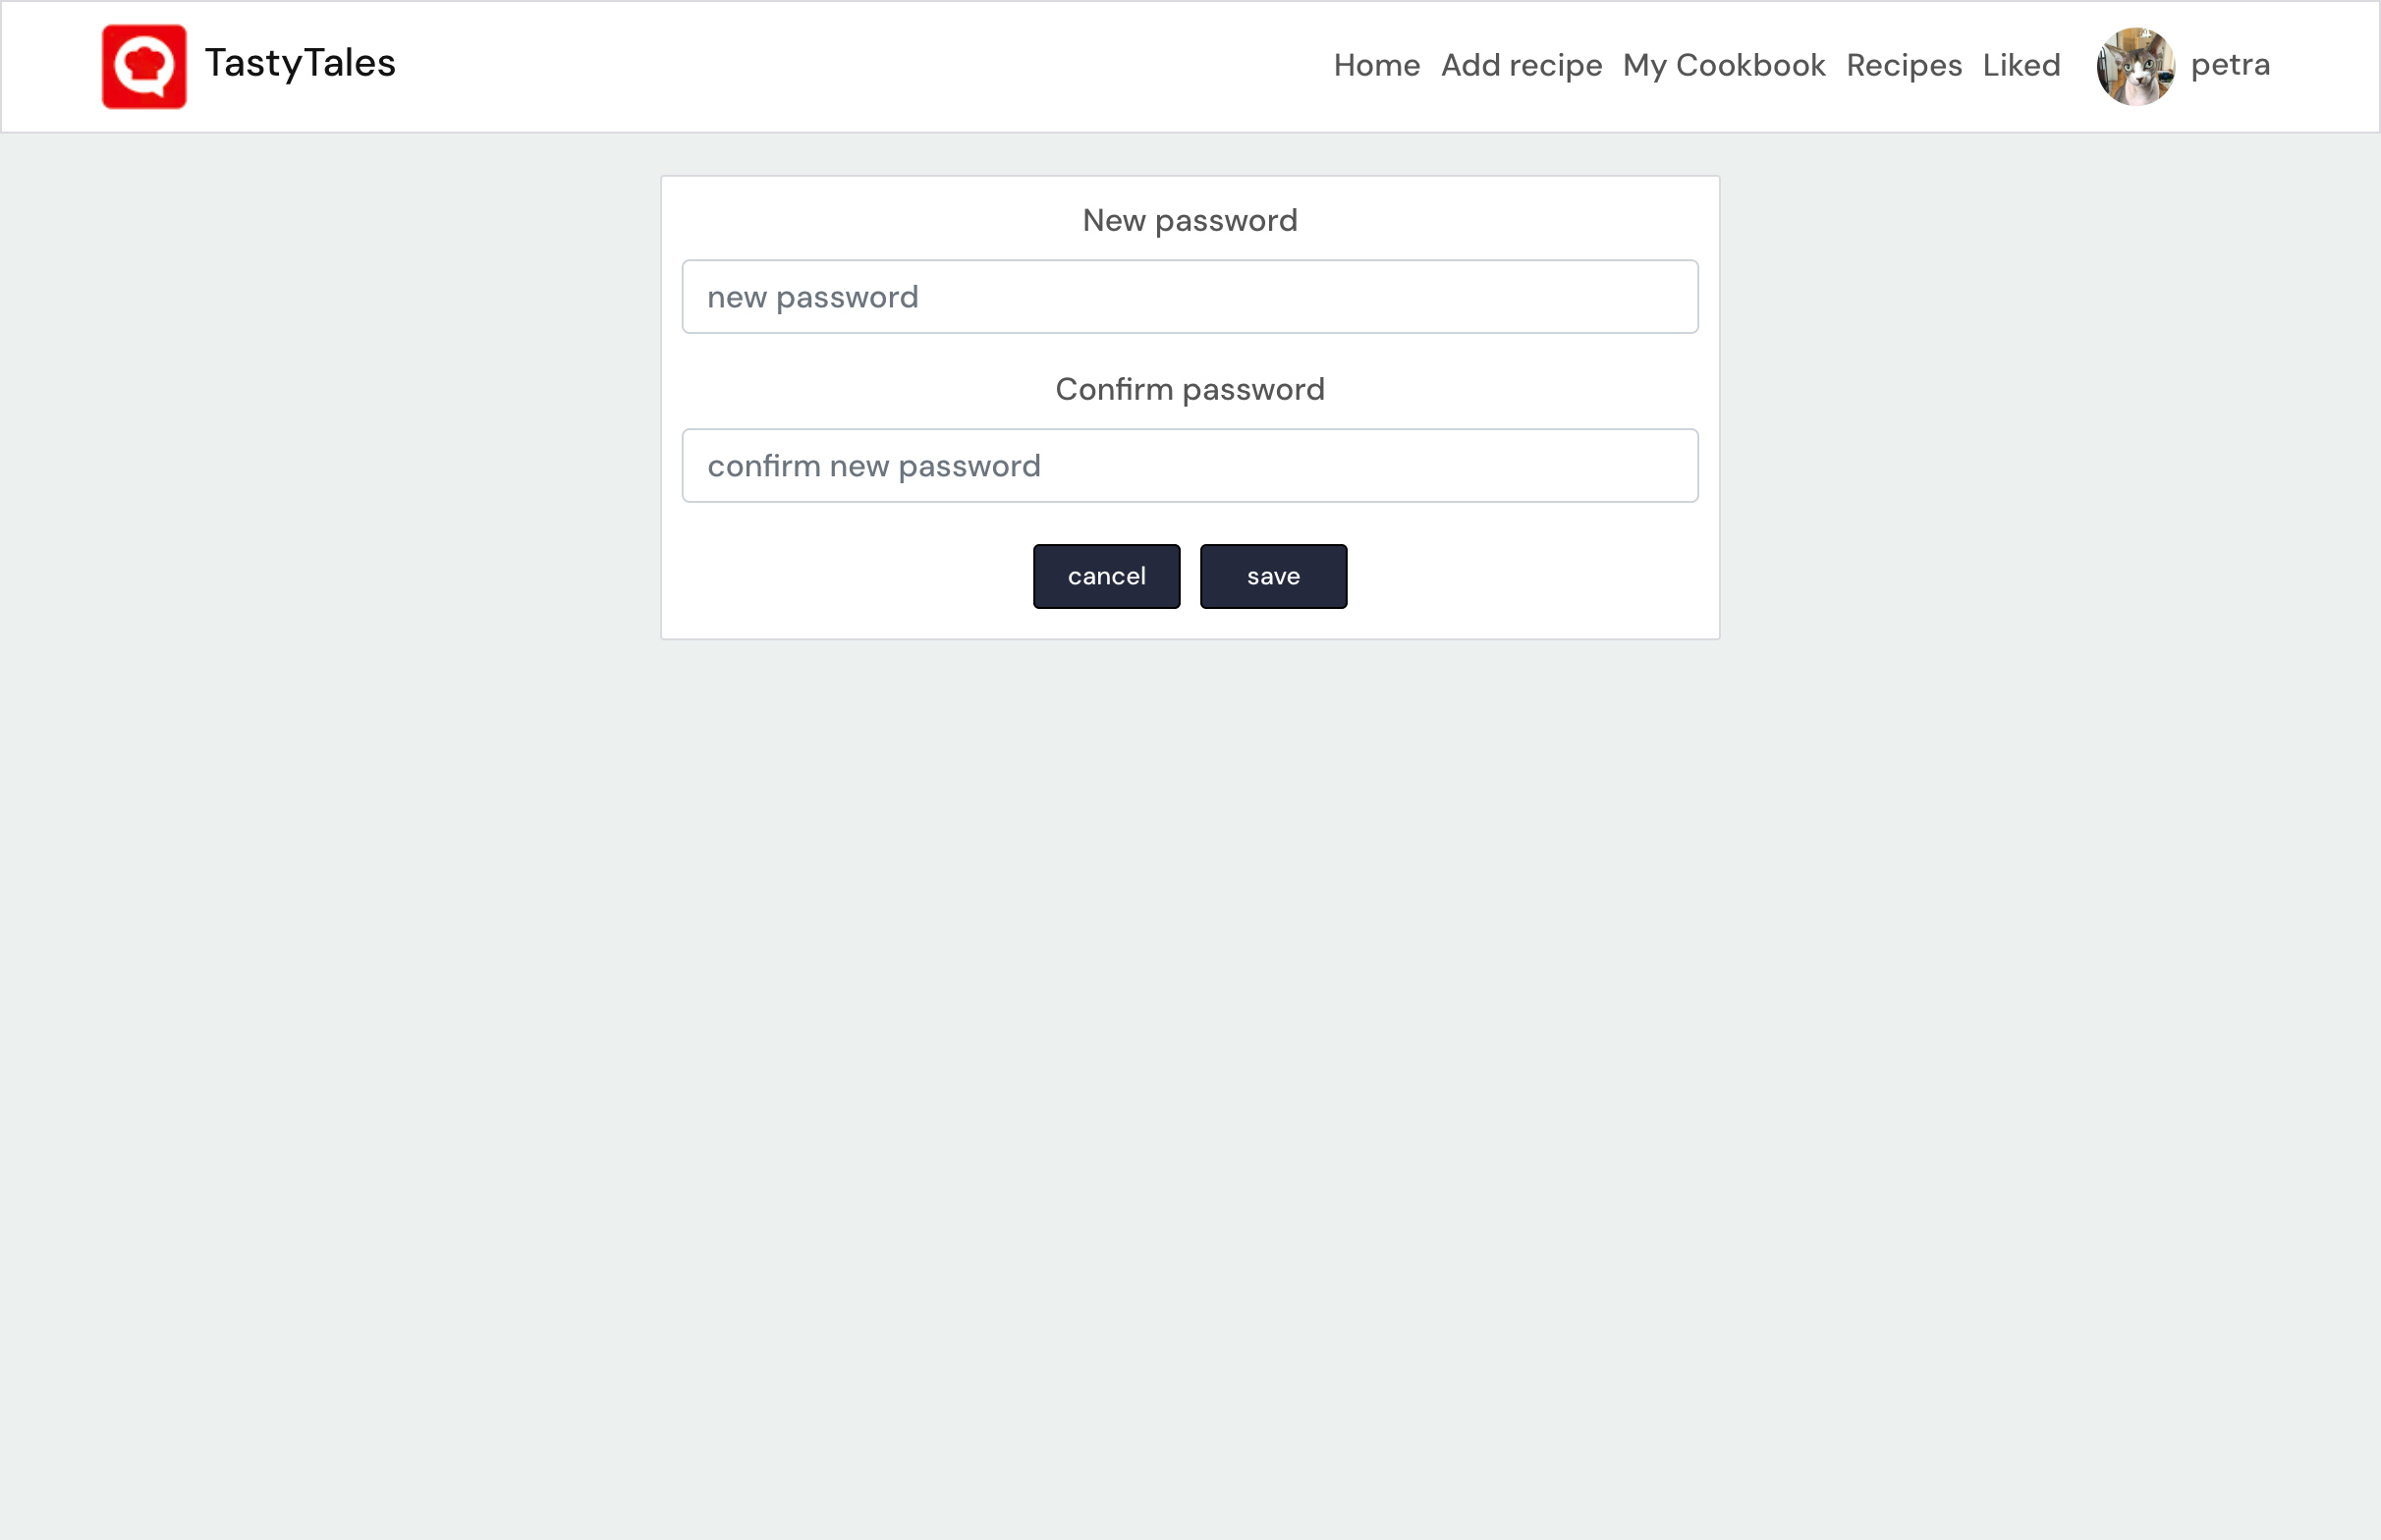 TastyTales
Home Add recipe My Cookbook Recipes Liked petra
New password
new password
Confirm password
confirm new password
cancel save